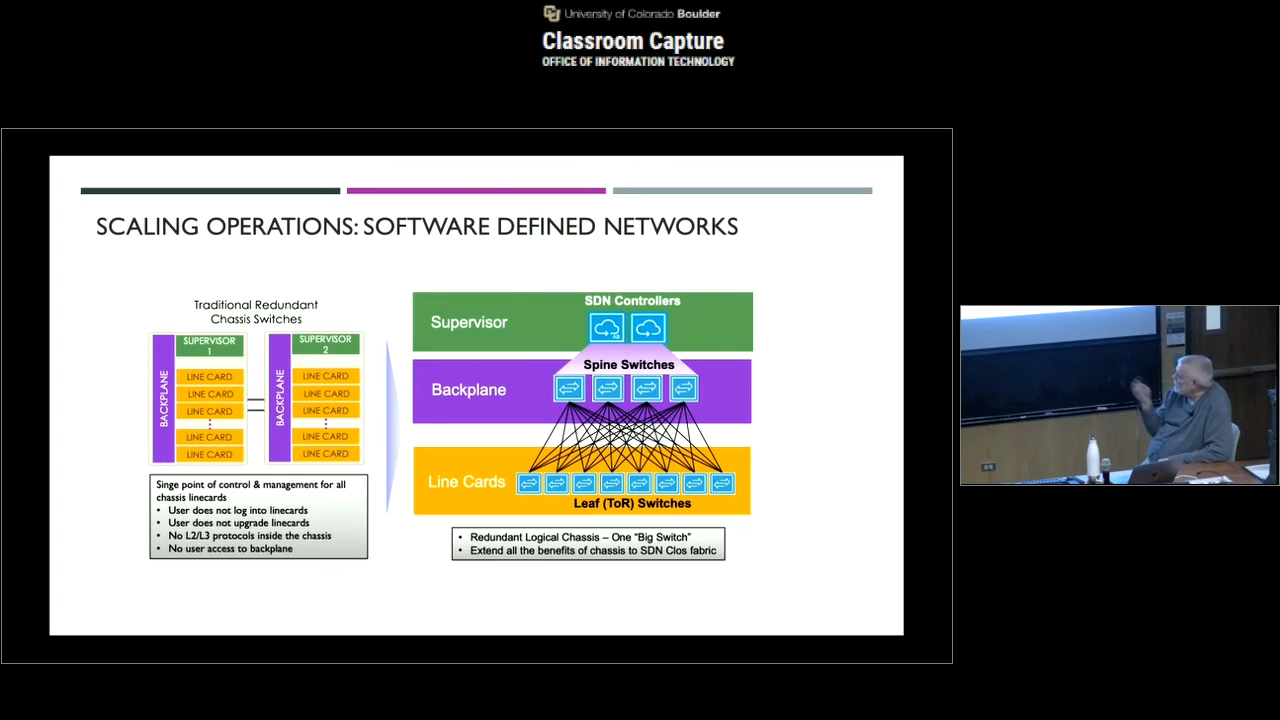 University of Colorado Boulder
Classroom Capture
OFFICE OF INFORMATION TECHNOLOGY
SCALING OPERATIONS: SOFTWARE DEFINED NETWORKS
Traditional Redundant
Chassis Switches
BACKPLANE
SUPERVISOR
1
LINE CARD
LINE CARD
LINE CARD
LINE CARD
LINE CARD
BACKPLANE
SUPERVISOR
2
LINE CARD
LINE CARD
LINE CARD
LINE CARD
LINE CARD
Singe point of control & management for all
chassis linecards
• User does not log into linecards
• User does not upgrade linecards
• No L2/L3 protocols inside the chassis
• No user access to backplane
SDN Controllers
Supervisor
Spine Switches
Backplane
Line Cards
Leaf (ToR) Switches
• Redundant Logical Chassis – One "Big Switch"
• Extend all the benefits of chassis to SDN Clos fabric